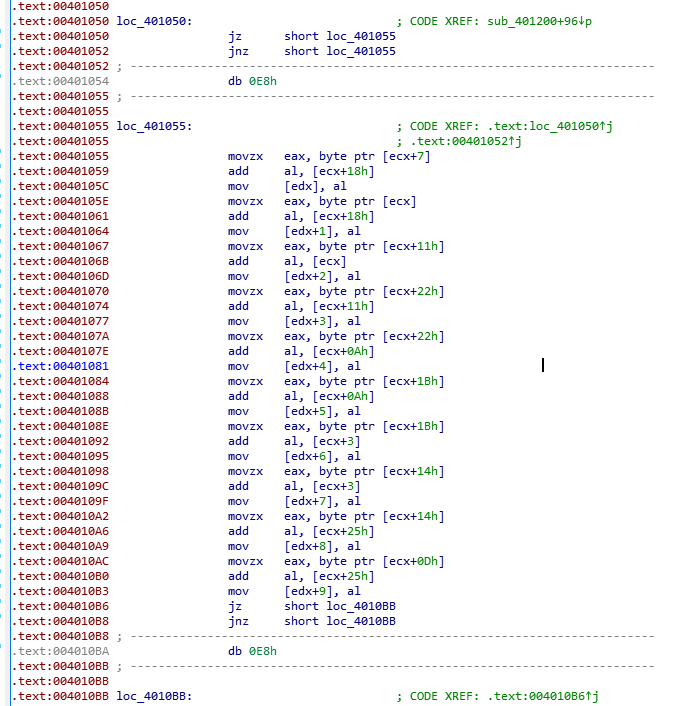 .text:00401050
.text:00401050 loc_401050: ; CODE XREF: sub_401200+96↓p
.text:00401050 jz short loc_401055
.text:00401052 jnz short loc_401055
.text:00401052 ; ---------------------------------------------------------------------------
.text:00401054 db 0E8h
.text:00401055 ; ---------------------------------------------------------------------------
.text:00401055
.text:00401055 loc_401055: ; CODE XREF: .text:loc_401050↑j
.text:00401055 ; .text:00401052↑j
.text:00401055 movzx eax, byte ptr [ecx+7]
.text:00401059 add al, [ecx+18h]
.text:0040105C mov [edx], al
.text:0040105E movzx eax, byte ptr [ecx]
.text:00401061 add al, [ecx+18h]
.text:00401064 mov [edx+1], al
.text:00401067 movzx eax, byte ptr [ecx+11h]
.text:0040106B add al, [ecx]
.text:0040106D mov [edx+2], al
.text:00401070 movzx eax, byte ptr [ecx+22h]
.text:00401074 add al, [ecx+11h]
.text:00401077 mov [edx+3], al
.text:0040107A movzx eax, byte ptr [ecx+22h]
.text:0040107E add al, [ecx+0Ah]
.text:00401081 mov [edx+4], al
.text:00401084 movzx eax, byte ptr [ecx+1Bh]
.text:00401088 add al, [ecx+0Ah]
.text:0040108B mov [edx+5], al
.text:0040108E movzx eax, byte ptr [ecx+1Bh]
.text:00401092 add al, [ecx+3]
.text:00401095 mov [edx+6], al
.text:00401098 movzx eax, byte ptr [ecx+14h]
.text:0040109C add al, [ecx+3]
.text:0040109F mov [edx+7], al
.text:004010A2 movzx eax, byte ptr [ecx+14h]
.text:004010A6 add al, [ecx+25h]
.text:004010A9 mov [edx+8], al
.text:004010AC movzx eax, byte ptr [ecx+0Dh]
.text:004010B0 add al, [ecx+25h]
.text:004010B3 mov [edx+9], al
.text:004010B6 jz short loc_4010BB
.text:004010B8 jnz short loc_4010BB
.text:004010B8 ; ---------------------------------------------------------------------------
.text:004010BA db 0E8h
.text:004010BB ; ---------------------------------------------------------------------------
.text:004010BB
.text:004010BB loc_4010BB: ; CODE XREF: .text:004010B6↑j